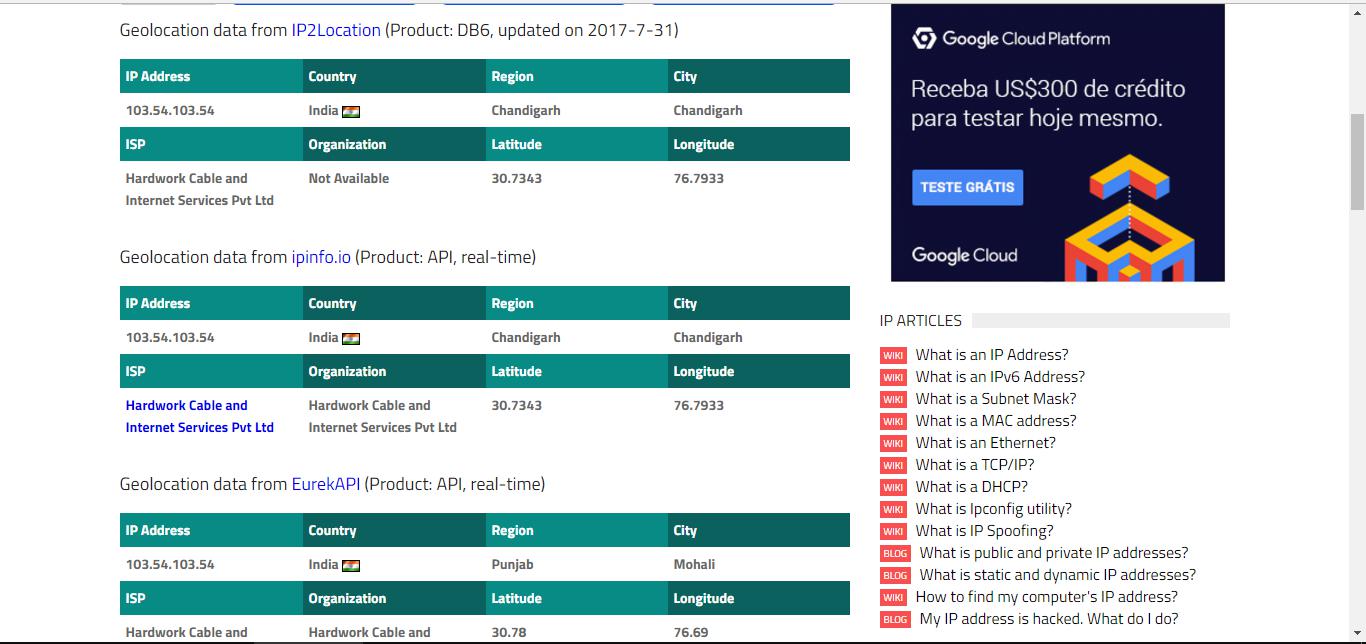 Geolocation data from IP2Location (Product: DB6, updated on 2017-7-31)
IP Address Country Region City
103.54.103.54 India Chandigarh Chandigarh
ISP Organization Latitude Longitude
Hardwork Cable and Not Available 30.7343 76.7933
Internet Services Pvt Ltd
Geolocation data from ipinfo.io (Product: API, real-time)
IP Address Country Region City
103.54.103.54 India Chandigarh Chandigarh
ISP Organization Latitude Longitude
Hardwork Cable and Hardwork Cable and 30.7343 76.7933
Internet Services Pvt Ltd Internet Services Pvt Ltd
Geolocation data from EurekAPI (Product: API, real-time)
IP Address Country Region City
103.54.103.54 India Punjab Mohali
ISP Organization Latitude Longitude
Hardwork Cable and Hardwork Cable and 30.78 76.69
Google Cloud Platform
Receba US$300 de crédito
para testar hoje mesmo.
TESTE GRÁTIS
Google Cloud
IP ARTICLES
WIKI What is an IP Address?
WIKI What is an IPv6 Address?
WIKI What is a Subnet Mask?
WIKI What is a MAC address?
WIKI What is an Ethernet?
WIKI What is a TCP/IP?
WIKI What is a DHCP?
WIKI What is Ipconfig utility?
WIKI What is IP Spoofing?
BLOG What is public and private IP addresses?
BLOG What is static and dynamic IP addresses?
WIKI How to find my computer's IP address?
BLOG My IP address is hacked. What do I do?